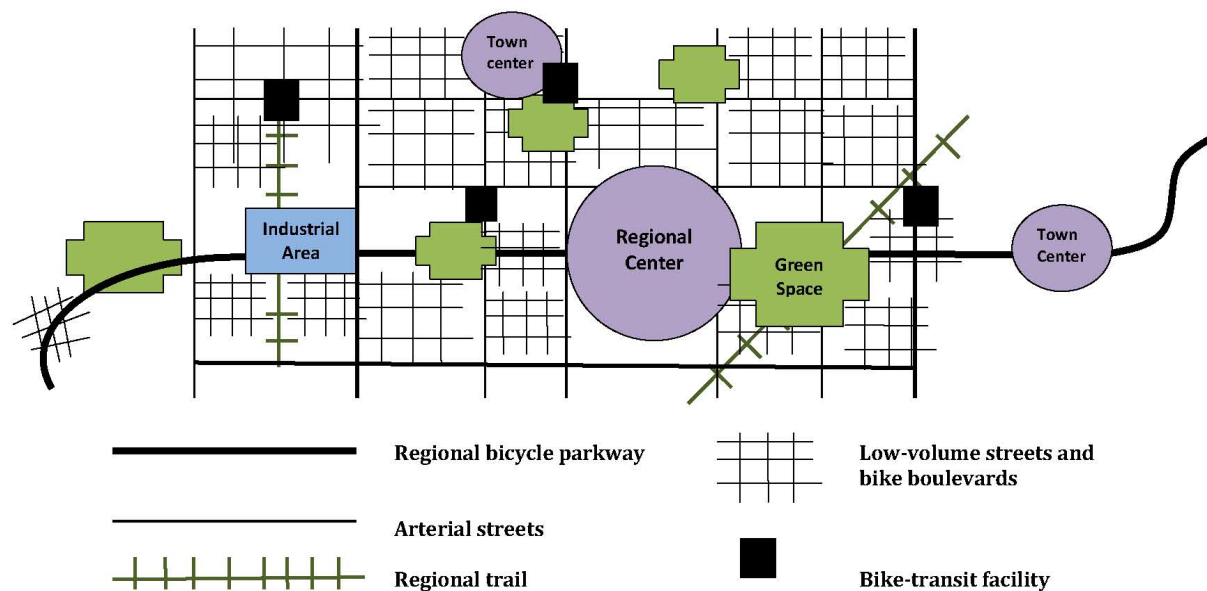 Town
center
Industrial
Area
Regional
Center
Green
Space
Town
Center
Regional bicycle parkway
Low-volume streets and
bike boulevards
Arterial streets
Regional trail
Bike-transit facility